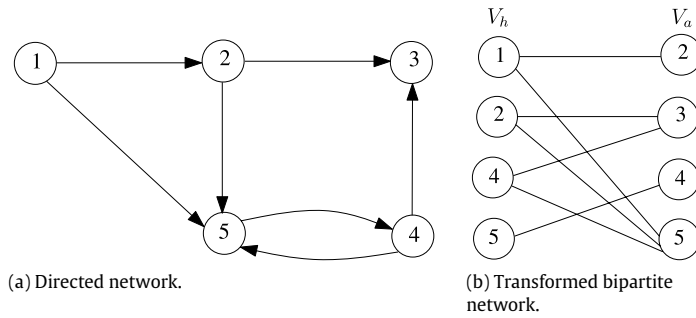 V_h V_a
1 2 3 1 2
2 3
4 4
5 4 5 5
(a) Directed network.
(b) Transformed bipartite
network.